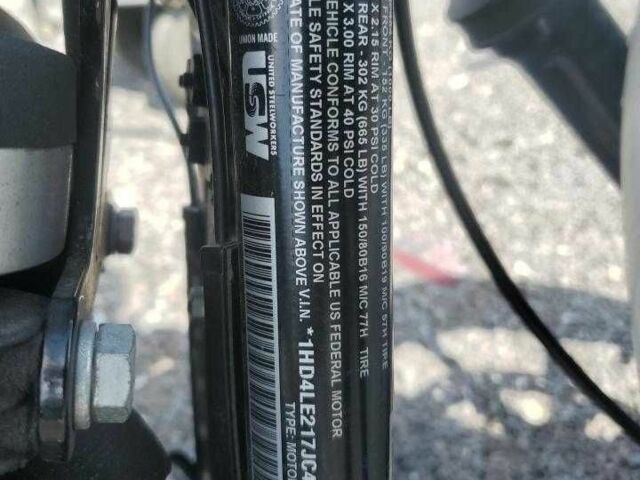 FRONT - 152 KG (335 LB) WITH 100/90B19 M/C 57H TIRE
X 2.15 RIM AT 30 PSI COLD
REAR - 302 KG (665 LB) WITH 150/80B16 M/C 77H TIRE
X 3.00 RIM AT 40 PSI COLD
VEHICLE CONFORMS TO ALL APPLICABLE US FEDERAL MOTOR
LE SAFETY STANDARDS IN EFFECT ON
ATE OF MANUFACTURE SHOWN ABOVE V.I.N. *1HD4LE217JC4
TYPE: MOTO
UNION MADE
USW
UNITED STEELWORKERS